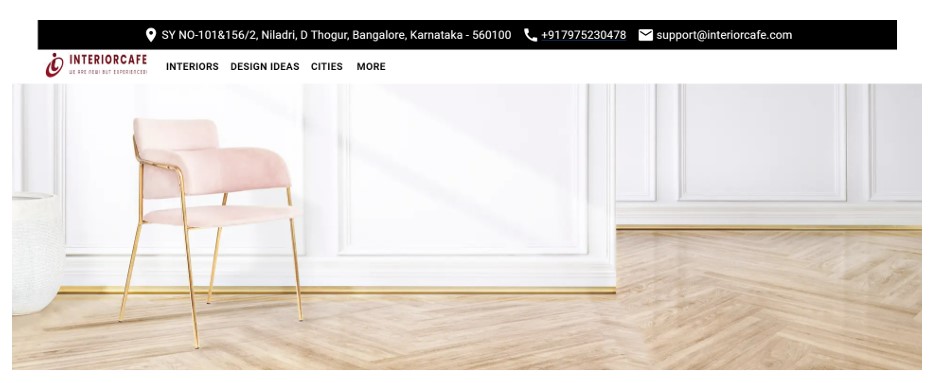 SY NO-101&156/2, Niladri, D Thogur, Bangalore, Karnataka - 560100 +917975230478 support@interiorcafe.com
INTERIORCAFE
WE ARE NEW! BUT EXPERIENCED!
INTERIORS DESIGN IDEAS CITIES MORE